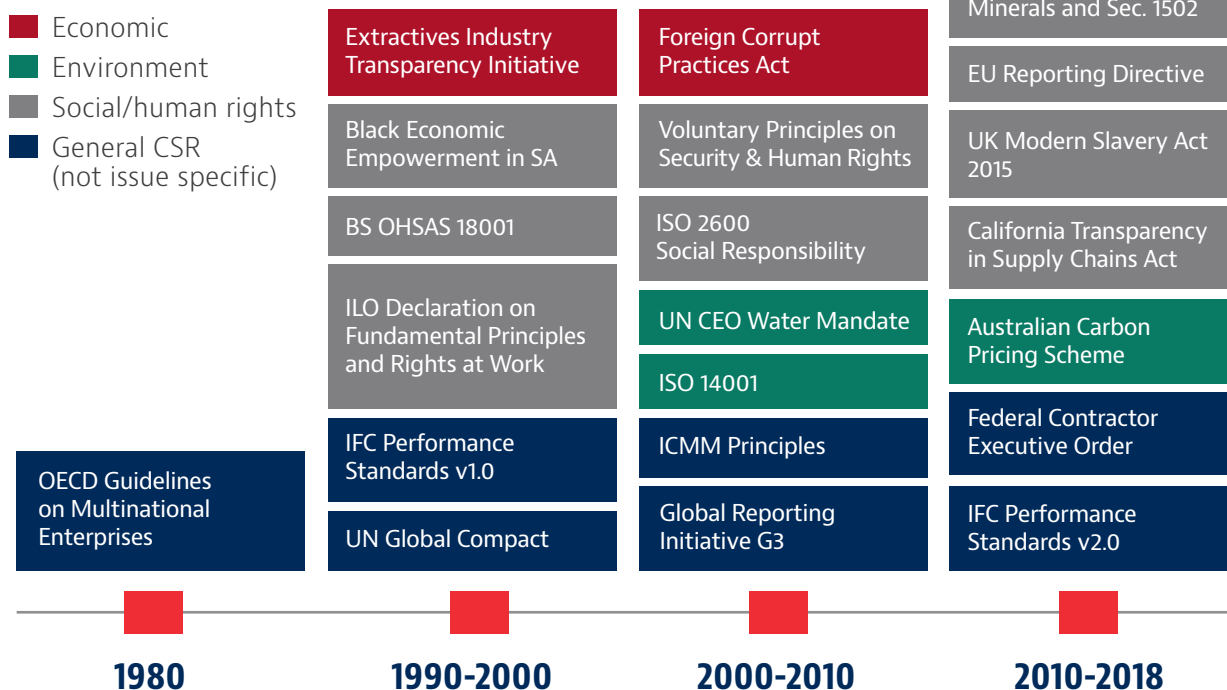 Economic
Environment
Social/human rights
General CSR
(not issue specific)
OECD Guidelines
on Multinational
Enterprises
1980
Extractives Industry
Transparency Initiative
Black Economic
Empowerment in SA
BS OHSAS 18001
ILO Declaration on
Fundamental Principles
and Rights at Work
IFC Performance
Standards v1.0
UN Global Compact
1990-2000
Foreign Corrupt
Practices Act
Voluntary Principles on
Security & Human Rights
ISO 2600
Social Responsibility
UN CEO Water Mandate
ISO 14001
ICMM Principles
Global Reporting
Initiative G3
2000-2010
Minerals and Sec. 1502
EU Reporting Directive
UK Modern Slavery Act
2015
California Transparency
in Supply Chains Act
Australian Carbon
Pricing Scheme
Federal Contractor
Executive Order
IFC Performance
Standards v2.0
2010-2018